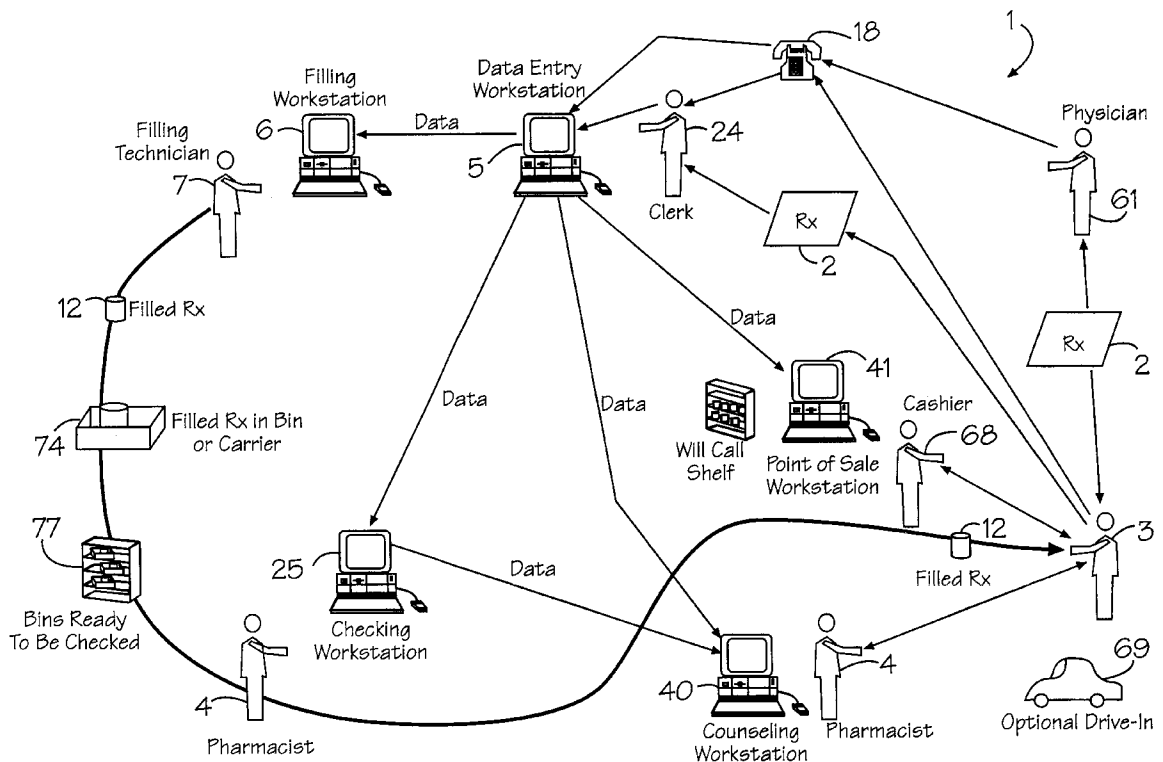 18
1
Filling
Workstation
6
Data Entry
Workstation
5
Data
Physician
Filling
Technician
7
24
Clerk
61
Rx
2
Rx
2
12
Filled Rx
Data
41
74
Filled Rx in Bin
or Carrier
Data
Data
Will Call
Shelf
Point of Sale
Workstation
Cashier
68
77
Bins Ready
To Be Checked
25
Checking
Workstation
Data
12
Filled Rx
3
4
Pharmacist
40
Counseling
Workstation
4
Pharmacist
69
Optional Drive-In